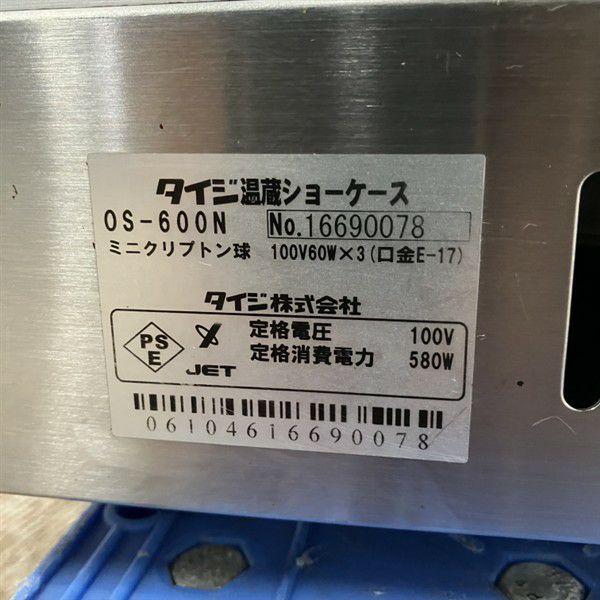 タイジ温蔵ショーケース
OS-600N No.16690078
ミニクリプトン球 100V60W×3(口金E-17)
タイジ株式会社
PSE 定格電圧 100V
JET 定格消費電力 580W
06104616690078